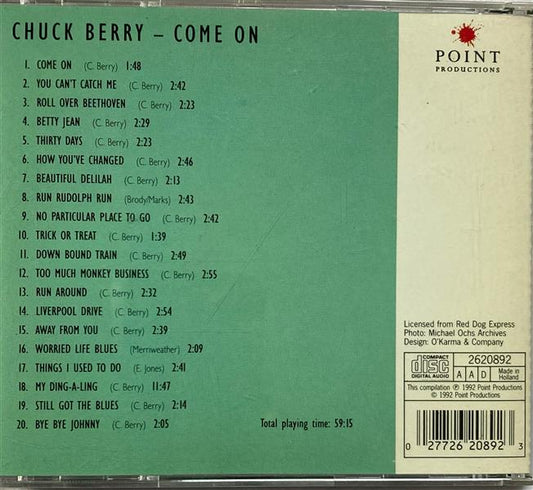 CHUCK BERRY – COME ON
1. COME ON (C. Berry) 1:48
2. YOU CAN'T CATCH ME (C. Berry) 2:42
3. ROLL OVER BEETHOVEN (C. Berry) 2:23
4. BETTY JEAN (C. Berry) 2:29
5. THIRTY DAYS (C. Berry) 2:23
6. HOW YOU'VE CHANGED (C. Berry) 2:46
7. BEAUTIFUL DELILAH (C. Berry) 2:13
8. RUN RUDOLPH RUN (Brody/Marks) 2:43
9. NO PARTICULAR PLACE TO GO (C. Berry) 2:42
10. TRICK OR TREAT (C. Berry) 1:39
11. DOWN BOUND TRAIN (C. Berry) 2:49
12. TOO MUCH MONKEY BUSINESS (C. Berry) 2:55
13. RUN AROUND (C. Berry) 2:32
14. LIVERPOOL DRIVE (C. Berry) 2:54
15. AWAY FROM YOU (C. Berry) 2:39
16. WORRIED LIFE BLUES (Merriweather) 2:09
17. THINGS I USED TO DO (E. Jones) 2:41
18. MY DING-A-LING (C. Berry) 11:47
19. STILL GOT THE BLUES (C. Berry) 2:14
20. BYE BYE JOHNNY (C. Berry) 2:05
Total playing time: 59:15
POINT
PRODUCTIONS
Licensed from Red Dog Express
Photo: Michael Ochs Archives
Design: O'Karma & Company
COMPACT
disc
DIGITAL AUDIO
2620892
A A D
Made in
Holland
This compilation ℗ 1992 Point Productions
© 1992 Point Productions
0 27726 20892 3